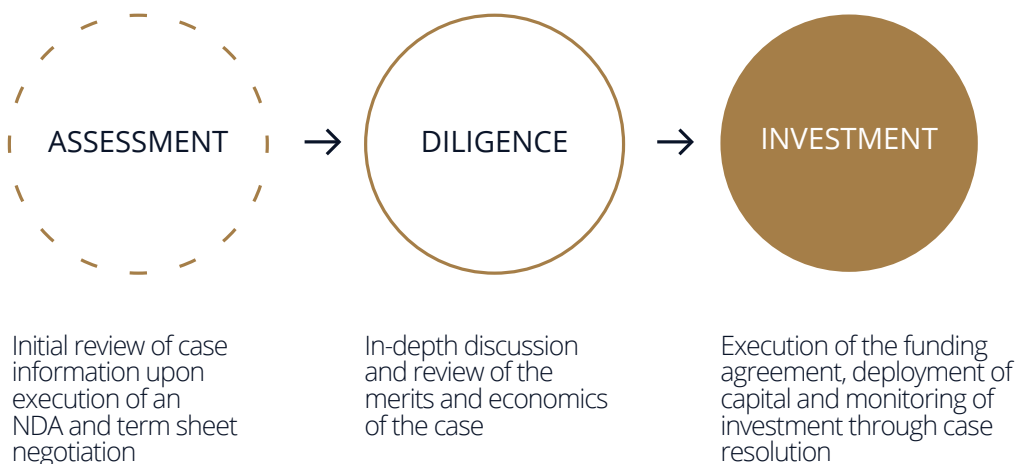 ASSESSMENT
DILIGENCE
INVESTMENT
Initial review of case
information upon
execution of an
NDA and term sheet
negotiation
In-depth discussion
and review of the
merits and economics
of the case
Execution of the funding
agreement, deployment of
capital and monitoring of
investment through case
resolution